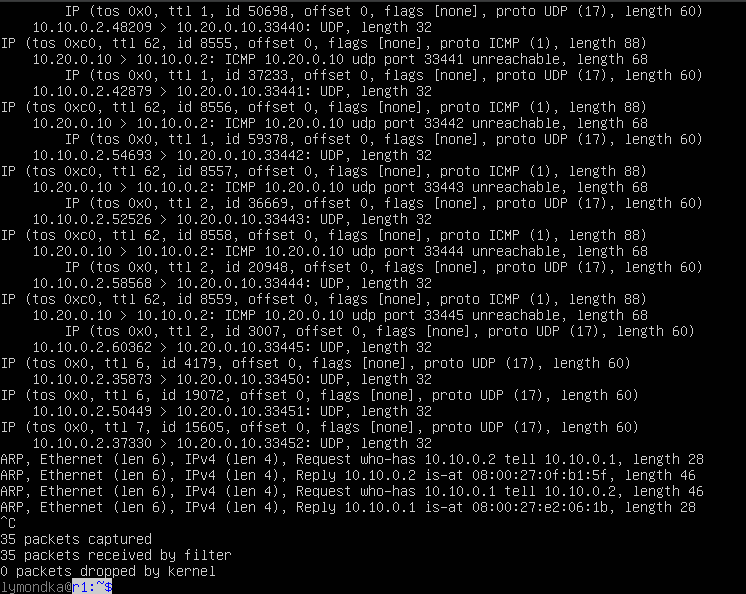 IP (tos 0x0, ttl 1, id 50698, offset 0, flags [none], proto UDP (17), length 60)
10.10.0.2.48209 > 10.20.0.10.33440: UDP, length 32
IP (tos 0xc0, ttl 62, id 8555, offset 0, flags [none], proto ICMP (1), length 88)
10.20.0.10 > 10.10.0.2: ICMP 10.20.0.10 udp port 33441 unreachable, length 68
IP (tos 0x0, ttl 1, id 37233, offset 0, flags [none], proto UDP (17), length 60)
10.10.0.2.42879 > 10.20.0.10.33441: UDP, length 32
IP (tos 0xc0, ttl 62, id 8556, offset 0, flags [none], proto ICMP (1), length 88)
10.20.0.10 > 10.10.0.2: ICMP 10.20.0.10 udp port 33442 unreachable, length 68
IP (tos 0x0, ttl 1, id 59378, offset 0, flags [none], proto UDP (17), length 60)
10.10.0.2.54693 > 10.20.0.10.33442: UDP, length 32
IP (tos 0xc0, ttl 62, id 8557, offset 0, flags [none], proto ICMP (1), length 88)
10.20.0.10 > 10.10.0.2: ICMP 10.20.0.10 udp port 33443 unreachable, length 68
IP (tos 0x0, ttl 2, id 36669, offset 0, flags [none], proto UDP (17), length 60)
10.10.0.2.52526 > 10.20.0.10.33443: UDP, length 32
IP (tos 0xc0, ttl 62, id 8558, offset 0, flags [none], proto ICMP (1), length 88)
10.20.0.10 > 10.10.0.2: ICMP 10.20.0.10 udp port 33444 unreachable, length 68
IP (tos 0x0, ttl 2, id 20948, offset 0, flags [none], proto UDP (17), length 60)
10.10.0.2.58568 > 10.20.0.10.33444: UDP, length 32
IP (tos 0xc0, ttl 62, id 8559, offset 0, flags [none], proto ICMP (1), length 88)
10.20.0.10 > 10.10.0.2: ICMP 10.20.0.10 udp port 33445 unreachable, length 68
IP (tos 0x0, ttl 2, id 3007, offset 0, flags [none], proto UDP (17), length 60)
10.10.0.2.60362 > 10.20.0.10.33445: UDP, length 32
IP (tos 0x0, ttl 6, id 4179, offset 0, flags [none], proto UDP (17), length 60)
10.10.0.2.35873 > 10.20.0.10.33450: UDP, length 32
IP (tos 0x0, ttl 6, id 19072, offset 0, flags [none], proto UDP (17), length 60)
10.10.0.2.50449 > 10.20.0.10.33451: UDP, length 32
IP (tos 0x0, ttl 7, id 15605, offset 0, flags [none], proto UDP (17), length 60)
10.10.0.2.37330 > 10.20.0.10.33452: UDP, length 32
ARP, Ethernet (len 6), IPv4 (len 4), Request who-has 10.10.0.2 tell 10.10.0.1, length 28
ARP, Ethernet (len 6), IPv4 (len 4), Reply 10.10.0.2 is-at 08:00:27:0f:b1:5f, length 46
ARP, Ethernet (len 6), IPv4 (len 4), Request who-has 10.10.0.1 tell 10.10.0.2, length 46
ARP, Ethernet (len 6), IPv4 (len 4), Reply 10.10.0.1 is-at 08:00:27:e2:06:1b, length 28
^C
35 packets captured
35 packets received by filter
0 packets dropped by kernel
lymondka@r1:~$